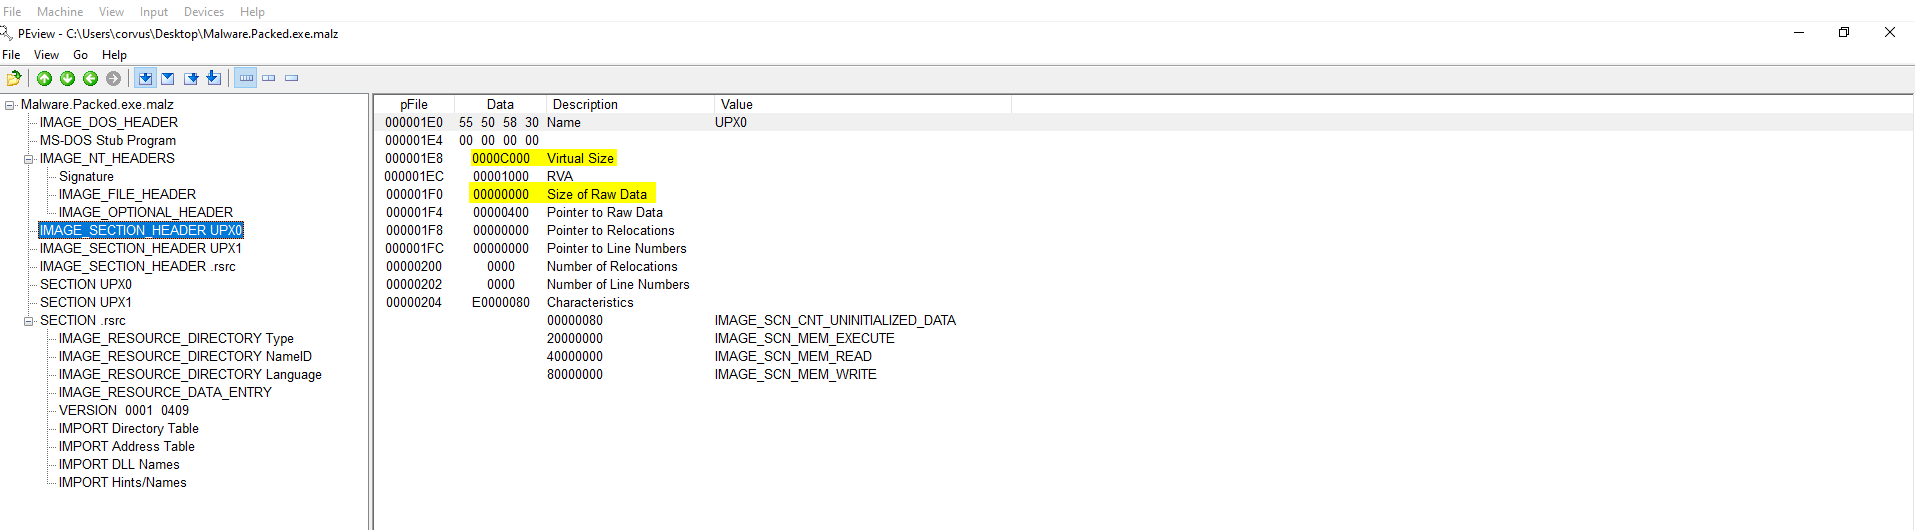 File Machine View Input Devices Help
PEview - C:\Users\corvus\Desktop\Malware.Packed.exe.malz
File View Go Help
Malware.Packed.exe.malz
IMAGE_DOS_HEADER
MS-DOS Stub Program
IMAGE_NT_HEADERS
Signature
IMAGE_FILE_HEADER
IMAGE_OPTIONAL_HEADER
IMAGE_SECTION_HEADER UPX0
IMAGE_SECTION_HEADER UPX1
IMAGE_SECTION_HEADER .rsrc
SECTION UPX0
SECTION UPX1
SECTION .rsrc
IMAGE_RESOURCE_DIRECTORY Type
IMAGE_RESOURCE_DIRECTORY NameID
IMAGE_RESOURCE_DIRECTORY Language
IMAGE_RESOURCE_DATA_ENTRY
VERSION 0001 0409
IMPORT Directory Table
IMPORT Address Table
IMPORT DLL Names
IMPORT Hints/Names
pFile Data Description Value
000001E0 55 50 58 30 Name UPX0
000001E4 00 00 00 00
000001E8 0000C000 Virtual Size
000001EC 00001000 RVA
000001F0 00000000 Size of Raw Data
000001F4 00000400 Pointer to Raw Data
000001F8 00000000 Pointer to Relocations
000001FC 00000000 Pointer to Line Numbers
00000200 0000 Number of Relocations
00000202 0000 Number of Line Numbers
00000204 E0000080 Characteristics
00000080 IMAGE_SCN_CNT_UNINITIALIZED_DATA
20000000 IMAGE_SCN_MEM_EXECUTE
40000000 IMAGE_SCN_MEM_READ
80000000 IMAGE_SCN_MEM_WRITE